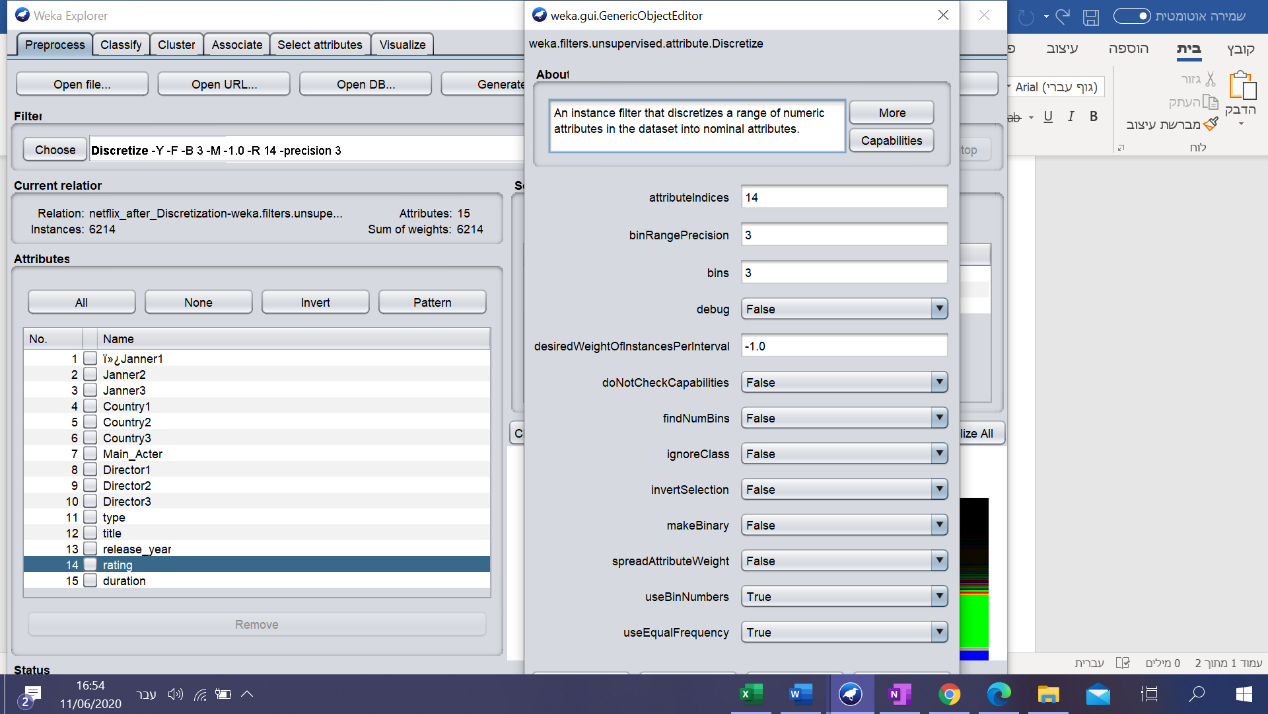 Weka Explorer
Preprocess Classify Cluster Associate Select attributes Visualize
Open file... Open URL... Open DB... Generate
Filter
Choose Discretize -Y -F -B 3 -M -1.0 -R 14 -precision 3
Current relation
Relation: netflix_after_Discretization-weka.filters.unsupe... Attributes: 15
Instances: 6214 Sum of weights: 6214
Attributes
All None Invert Pattern
No. Name
1 ï»¿Janner1
2 Janner2
3 Janner3
4 Country1
5 Country2
6 Country3
7 Main_Acter
8 Director1
9 Director2
10 Director3
11 type
12 title
13 release_year
14 rating
15 duration
Remove
Status
weka.gui.GenericObjectEditor
weka.filters.unsupervised.attribute.Discretize
About
An instance filter that discretizes a range of numeric
attributes in the dataset into nominal attributes.
More
Capabilities
attributeIndices 14
binRangePrecision 3
bins 3
debug False
desiredWeightOfInstancesPerInterval -1.0
doNotCheckCapabilities False
findNumBins False
ignoreClass False
invertSelection False
makeBinary False
spreadAttributeWeight False
useBinNumbers True
useEqualFrequency True
top
lize All
שמירה אוטומטית
קובץ בית הוספה עיצוב פ
Arial (גוף עברי)
ab U I B
גזור
העתק
מברשת עיצוב
הדבק
לוח
עמוד 1 מתוך 2 0 מילים עברית
16:54
11/06/2020
עבר
2